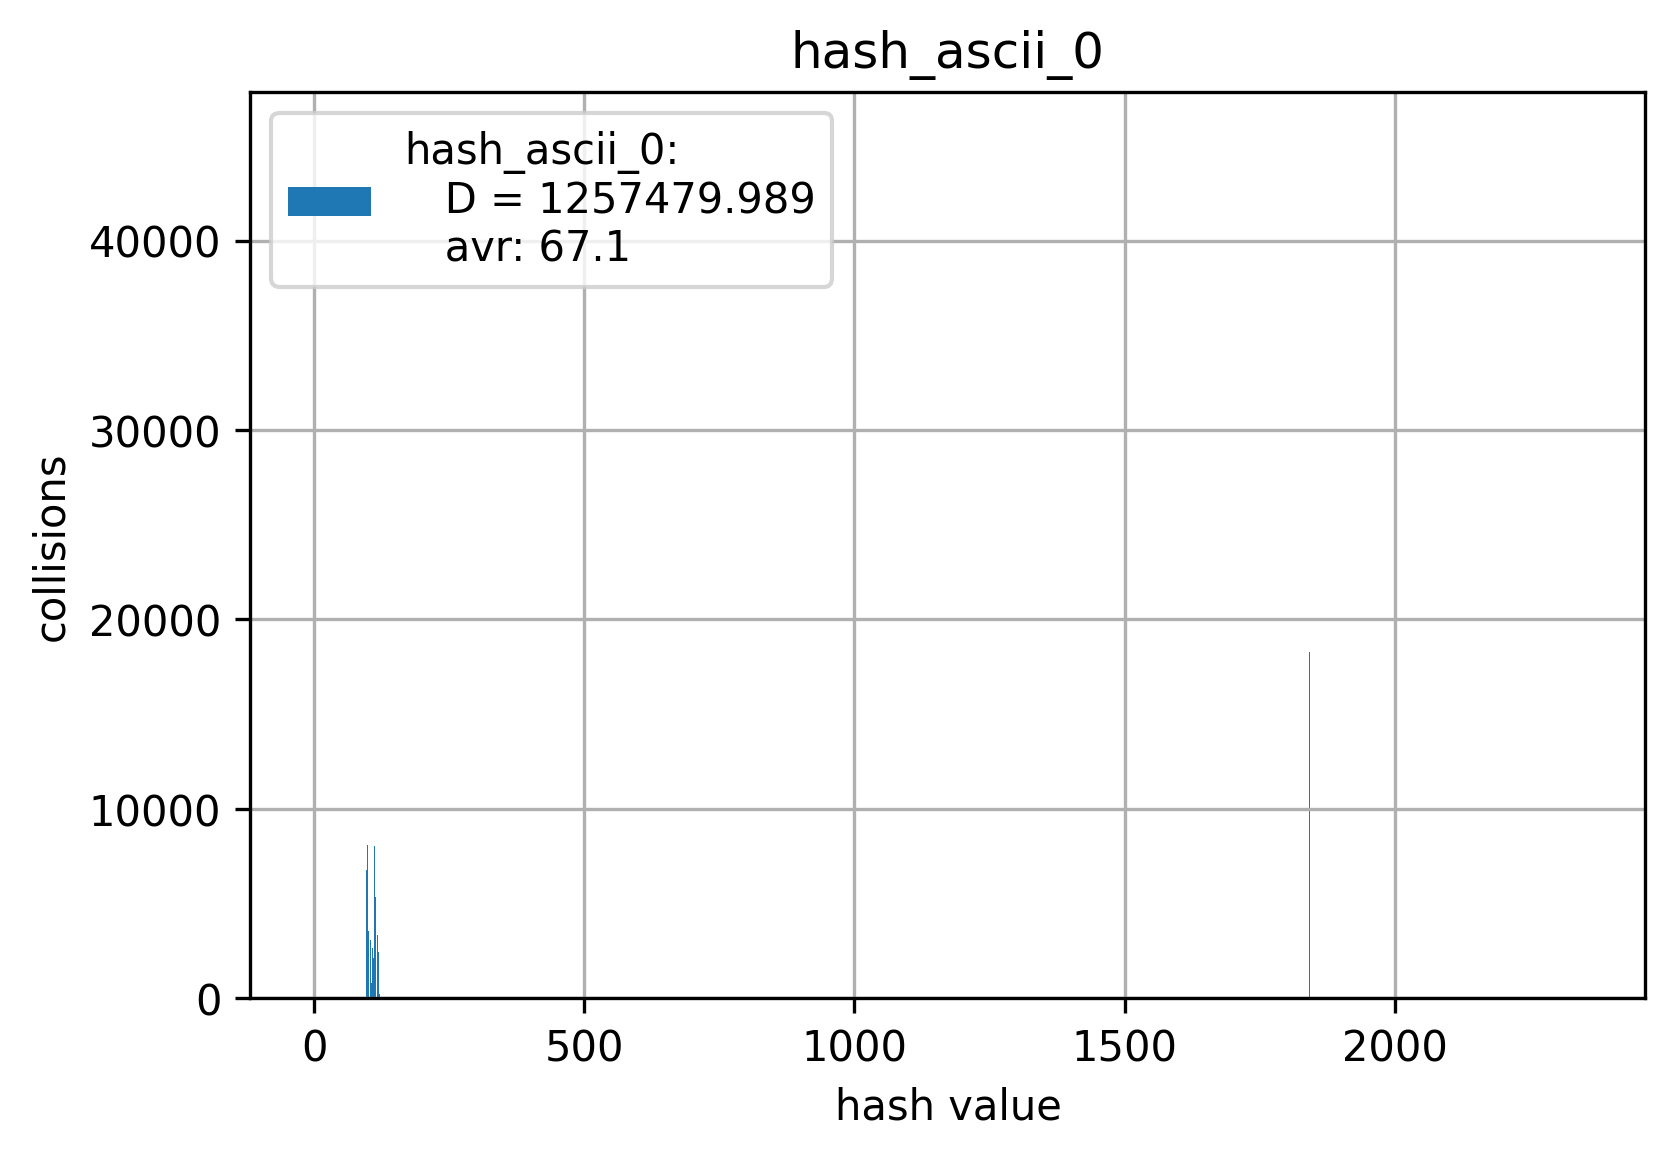 hash_ascii_0
hash_ascii_0:
D = 1257479.989
avr: 67.1
40000
30000
20000
10000
0
collisions
0 500 1000 1500 2000
hash value